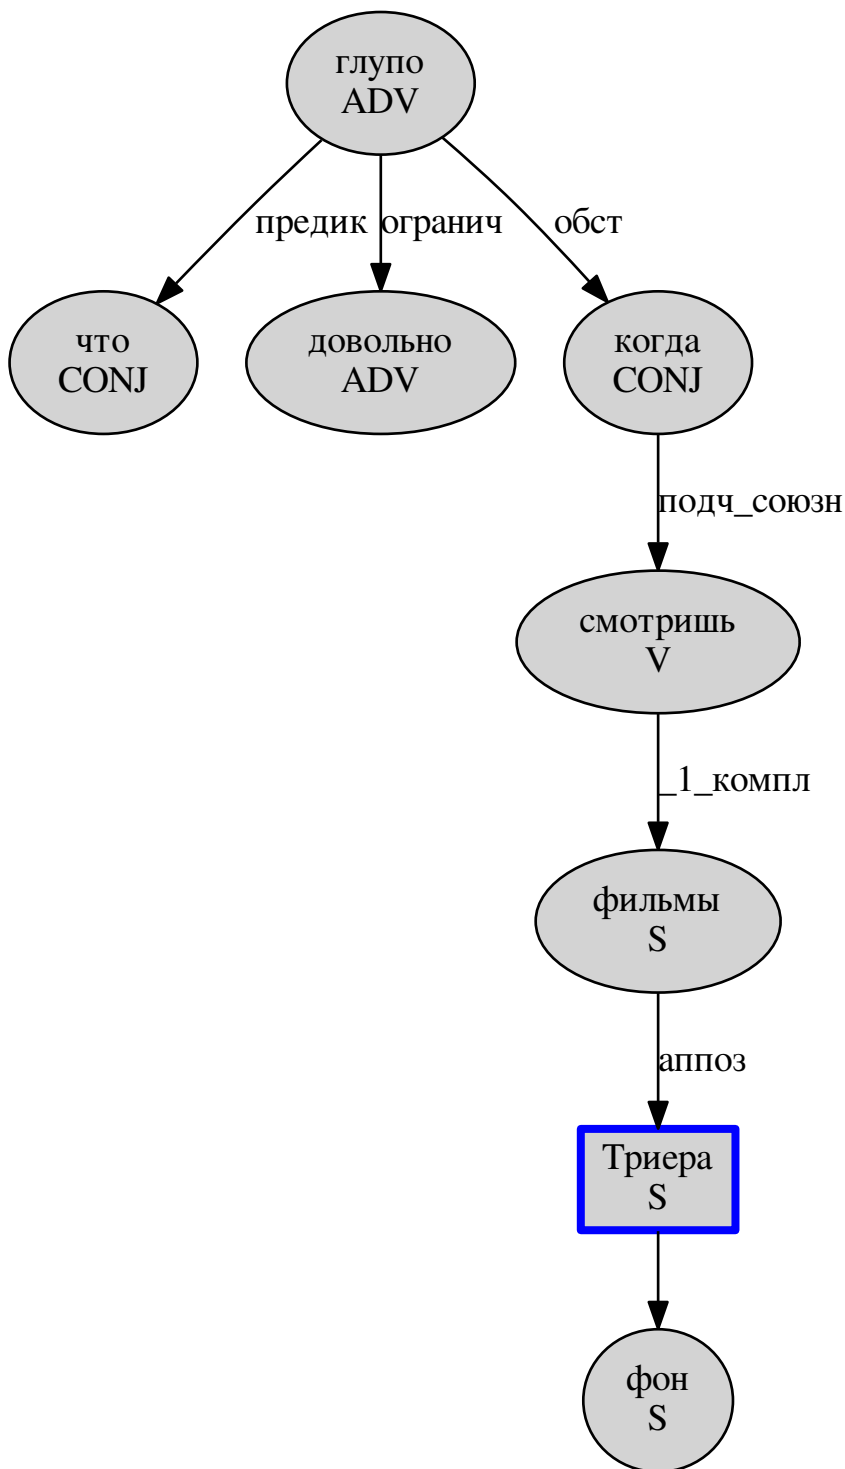 глупо
ADV
предик
огранич
обст
что
CONJ
довольно
ADV
когда
CONJ
подч_союзн
смотришь
V
_1_компл
фильмы
S
аппоз
Триера
S
фон
S